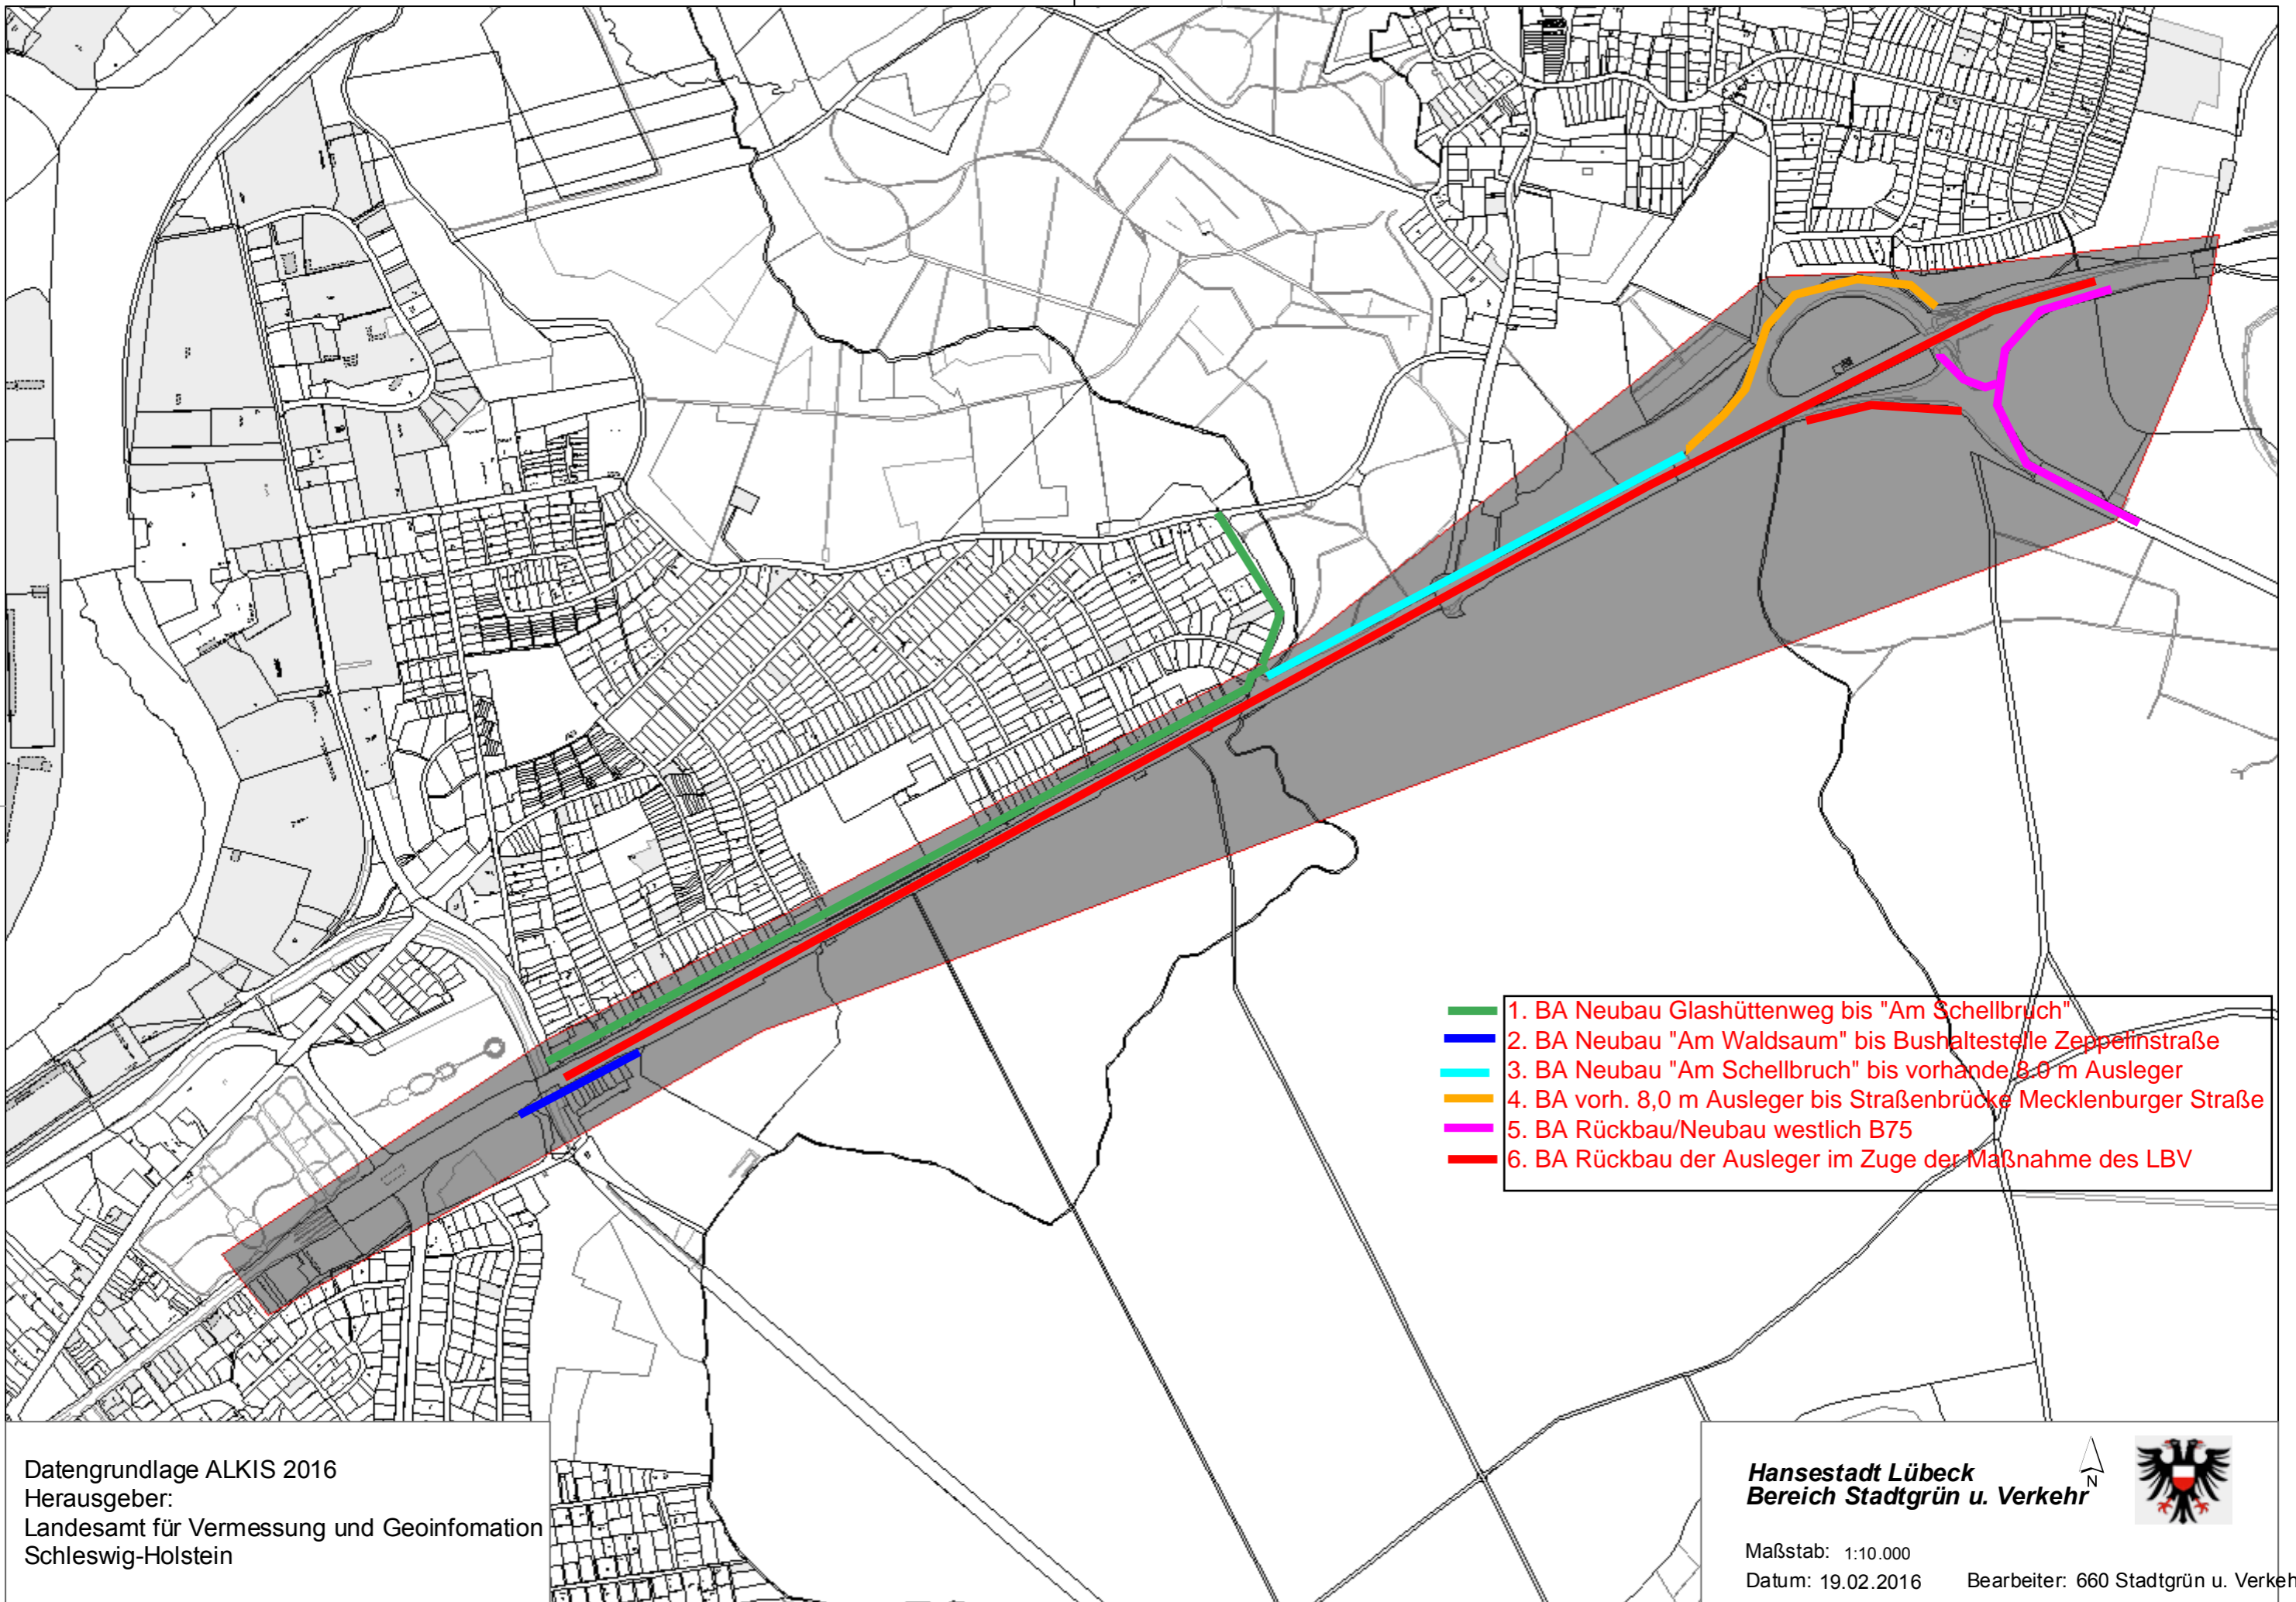 1. BA Neubau Glashüttenweg bis "Am Schellbruch"
2. BA Neubau "Am Waldsaum" bis Bushaltestelle Zeppelinstraße
3. BA Neubau "Am Schellbruch" bis vorhande 8.0 m Ausleger
4. BA vorh. 8,0 m Ausleger bis Straßenbrücke Mecklenburger Straße
5. BA Rückbau/Neubau westlich B75
6. BA Rückbau der Ausleger im Zuge der Maßnahme des LBV
Datengrundlage ALKIS 2016
Herausgeber:
Landesamt für Vermessung und Geoinfomation
Schleswig-Holstein
Hansestadt Lübeck
Bereich Stadtgrün u. Verkehr
N
Maßstab: 1:10.000
Datum: 19.02.2016 Bearbeiter: 660 Stadtgrün u. Verkeh